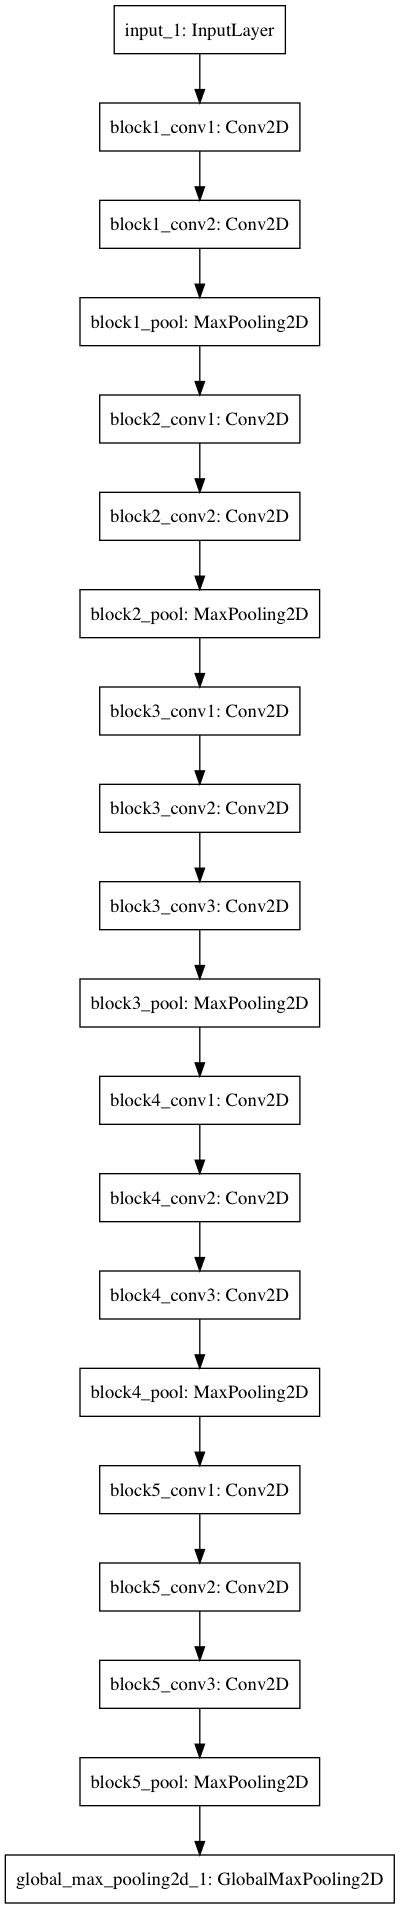 input_1: InputLayer
block1_conv1: Conv2D
block1_conv2: Conv2D
block1_pool: MaxPooling2D
block2_conv1: Conv2D
block2_conv2: Conv2D
block2_pool: MaxPooling2D
block3_conv1: Conv2D
block3_conv2: Conv2D
block3_conv3: Conv2D
block3_pool: MaxPooling2D
block4_conv1: Conv2D
block4_conv2: Conv2D
block4_conv3: Conv2D
block4_pool: MaxPooling2D
block5_conv1: Conv2D
block5_conv2: Conv2D
block5_conv3: Conv2D
block5_pool: MaxPooling2D
global_max_pooling2d_1: GlobalMaxPooling2D